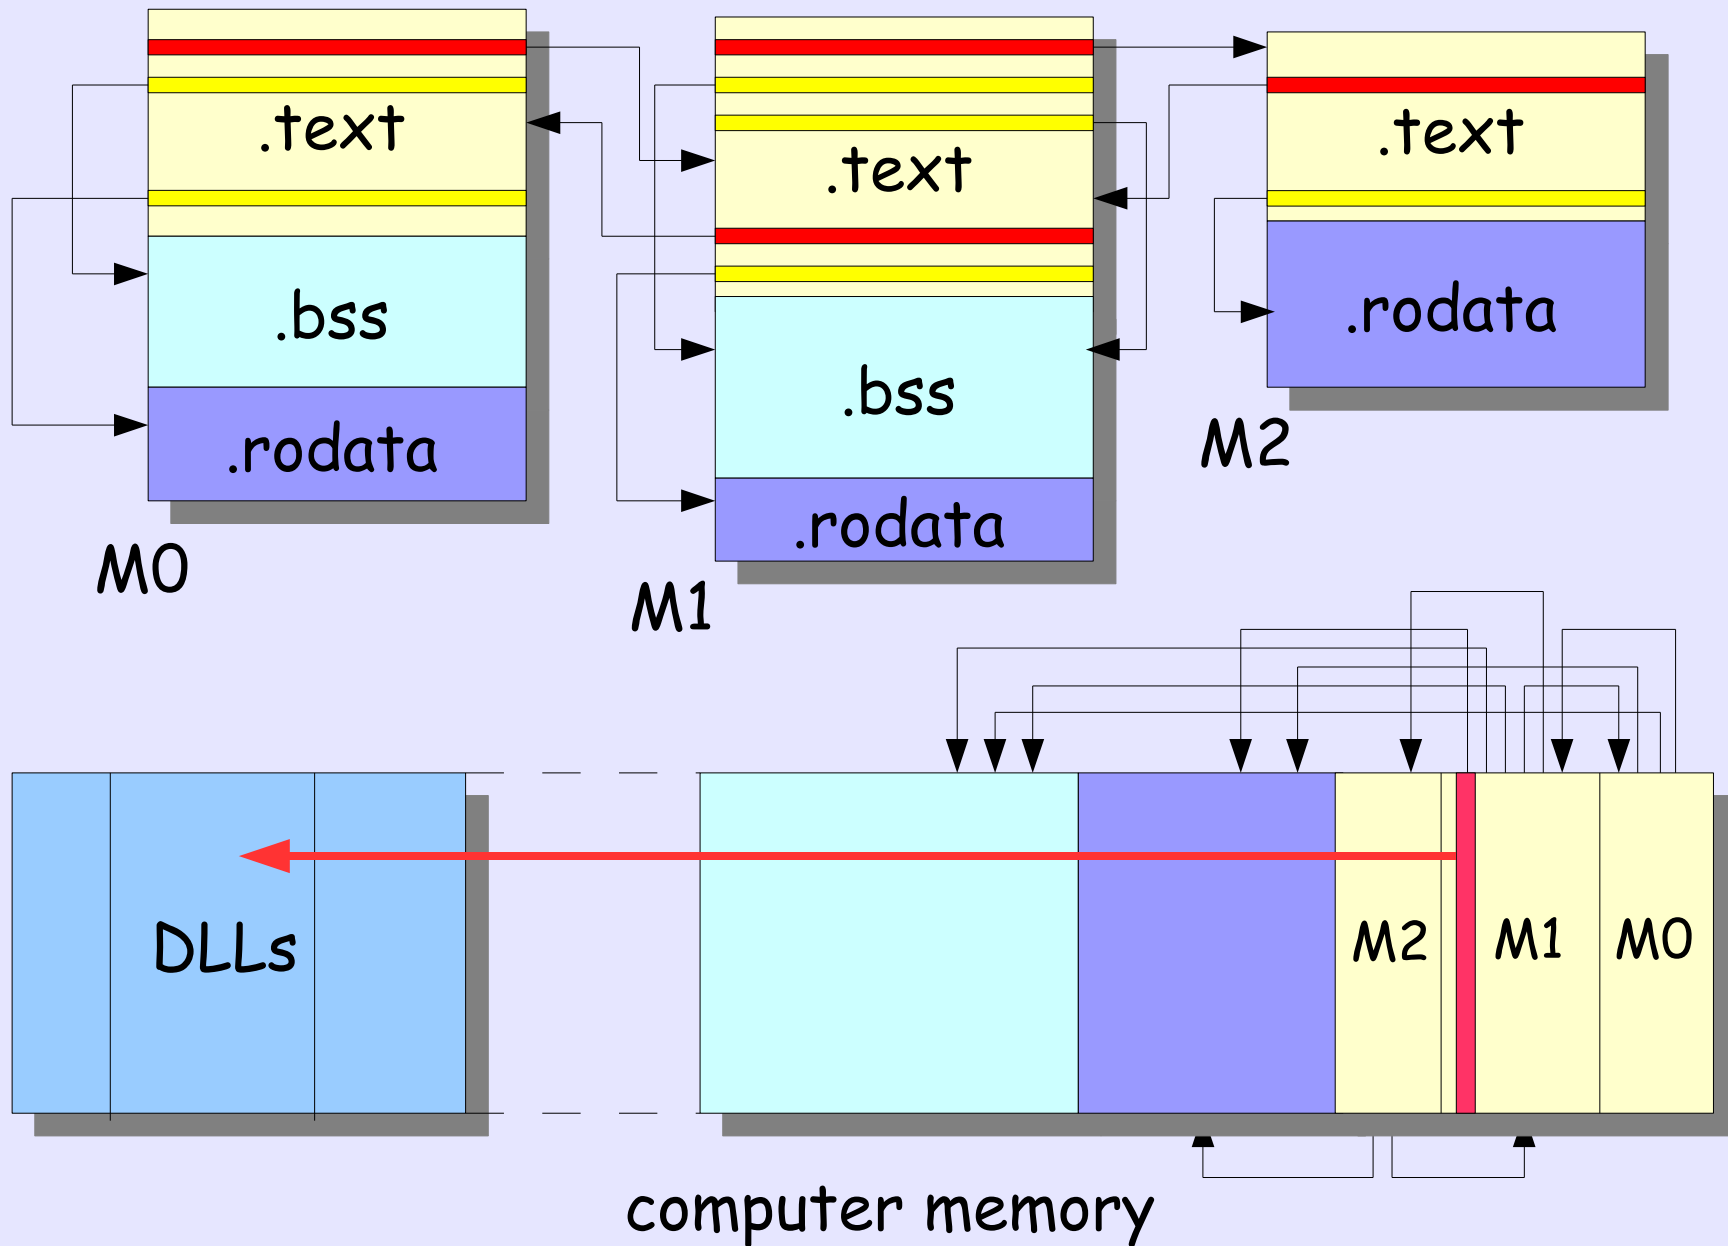 .text
.bss
.rodata
M0
.text
.bss
.rodata
M1
.text
.rodata
M2
DLLs
M2
M1
M0
computer memory